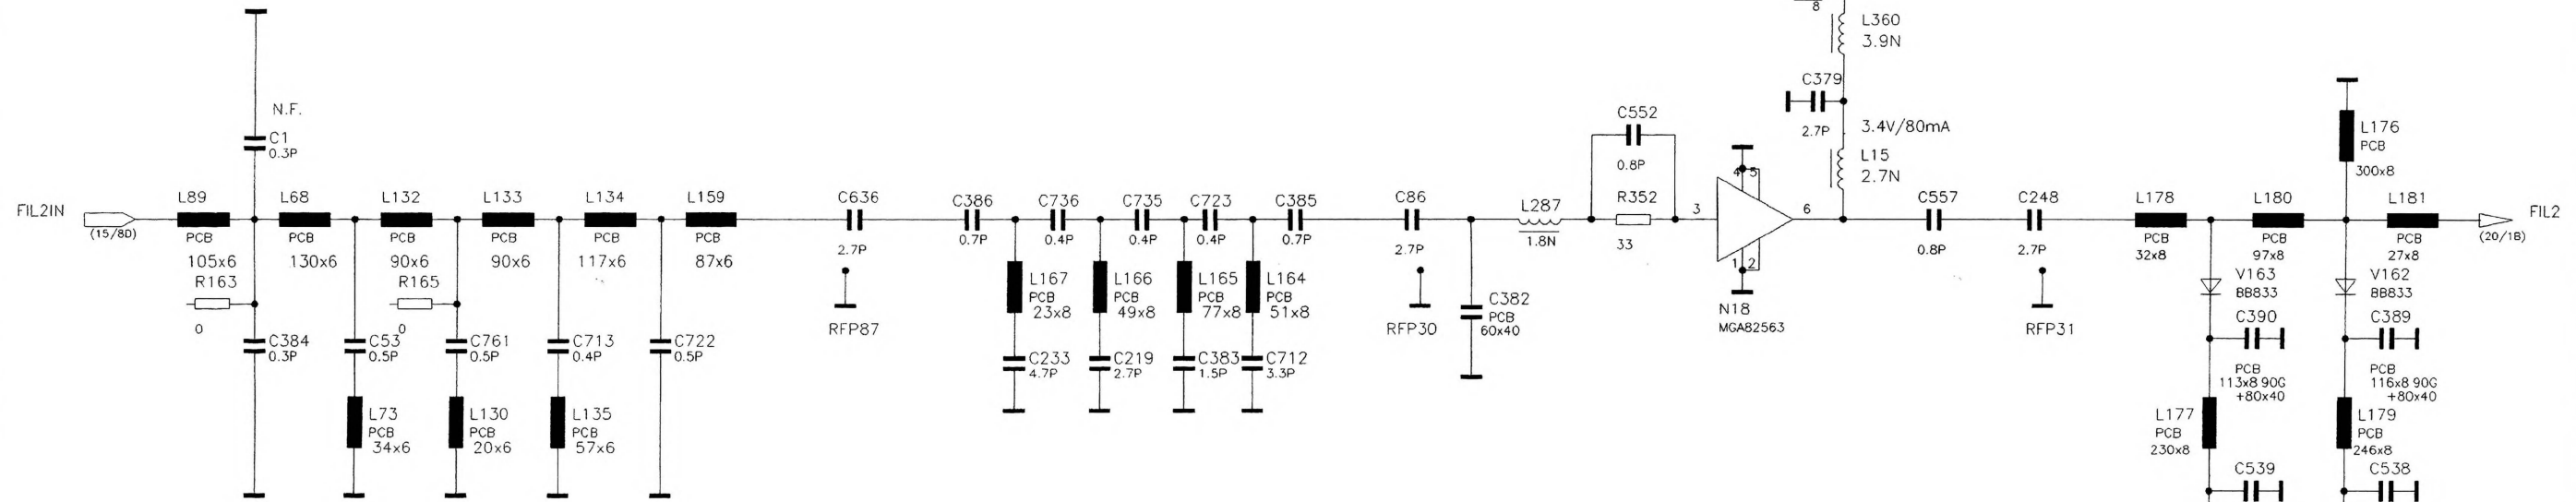 8
L360
3.9N
C379
2.7P
3.4V/80mA
L15
2.7N
N.F.
C1
0.3P
FIL2IN
(15/8D)
L89
PCB
105x6
L68
PCB
130x6
L132
PCB
90x6
L133
PCB
90x6
L134
PCB
117x6
L159
PCB
87x6
R163
0
R165
0
C384
0.3P
C53
0.5P
C761
0.5P
C713
0.4P
C722
0.5P
L73
PCB
34x6
L130
PCB
20x6
L135
PCB
57x6
C636
2.7P
RFP87
C386
0.7P
C736
0.4P
C735
0.4P
C723
0.4P
C385
0.7P
L167
PCB
23x8
L166
PCB
49x8
L165
PCB
77x8
L164
PCB
51x8
C233
4.7P
C219
2.7P
C383
1.5P
C712
3.3P
C86
2.7P
RFP30
C382
PCB
60x40
L287
1.8N
C552
0.8P
R352
33
3
4 5
1 2
6
N18
MGA82563
C557
0.8P
C248
2.7P
RFP31
L178
PCB
32x8
L180
PCB
97x8
L176
PCB
300x8
L181
PCB
27x8
FIL2
(20/1B)
V163
BB833
V162
BB833
C390
PCB
113x8 90G
+80x40
C389
PCB
116x8 90G
+80x40
L177
PCB
230x8
L179
PCB
246x8
C539
C538